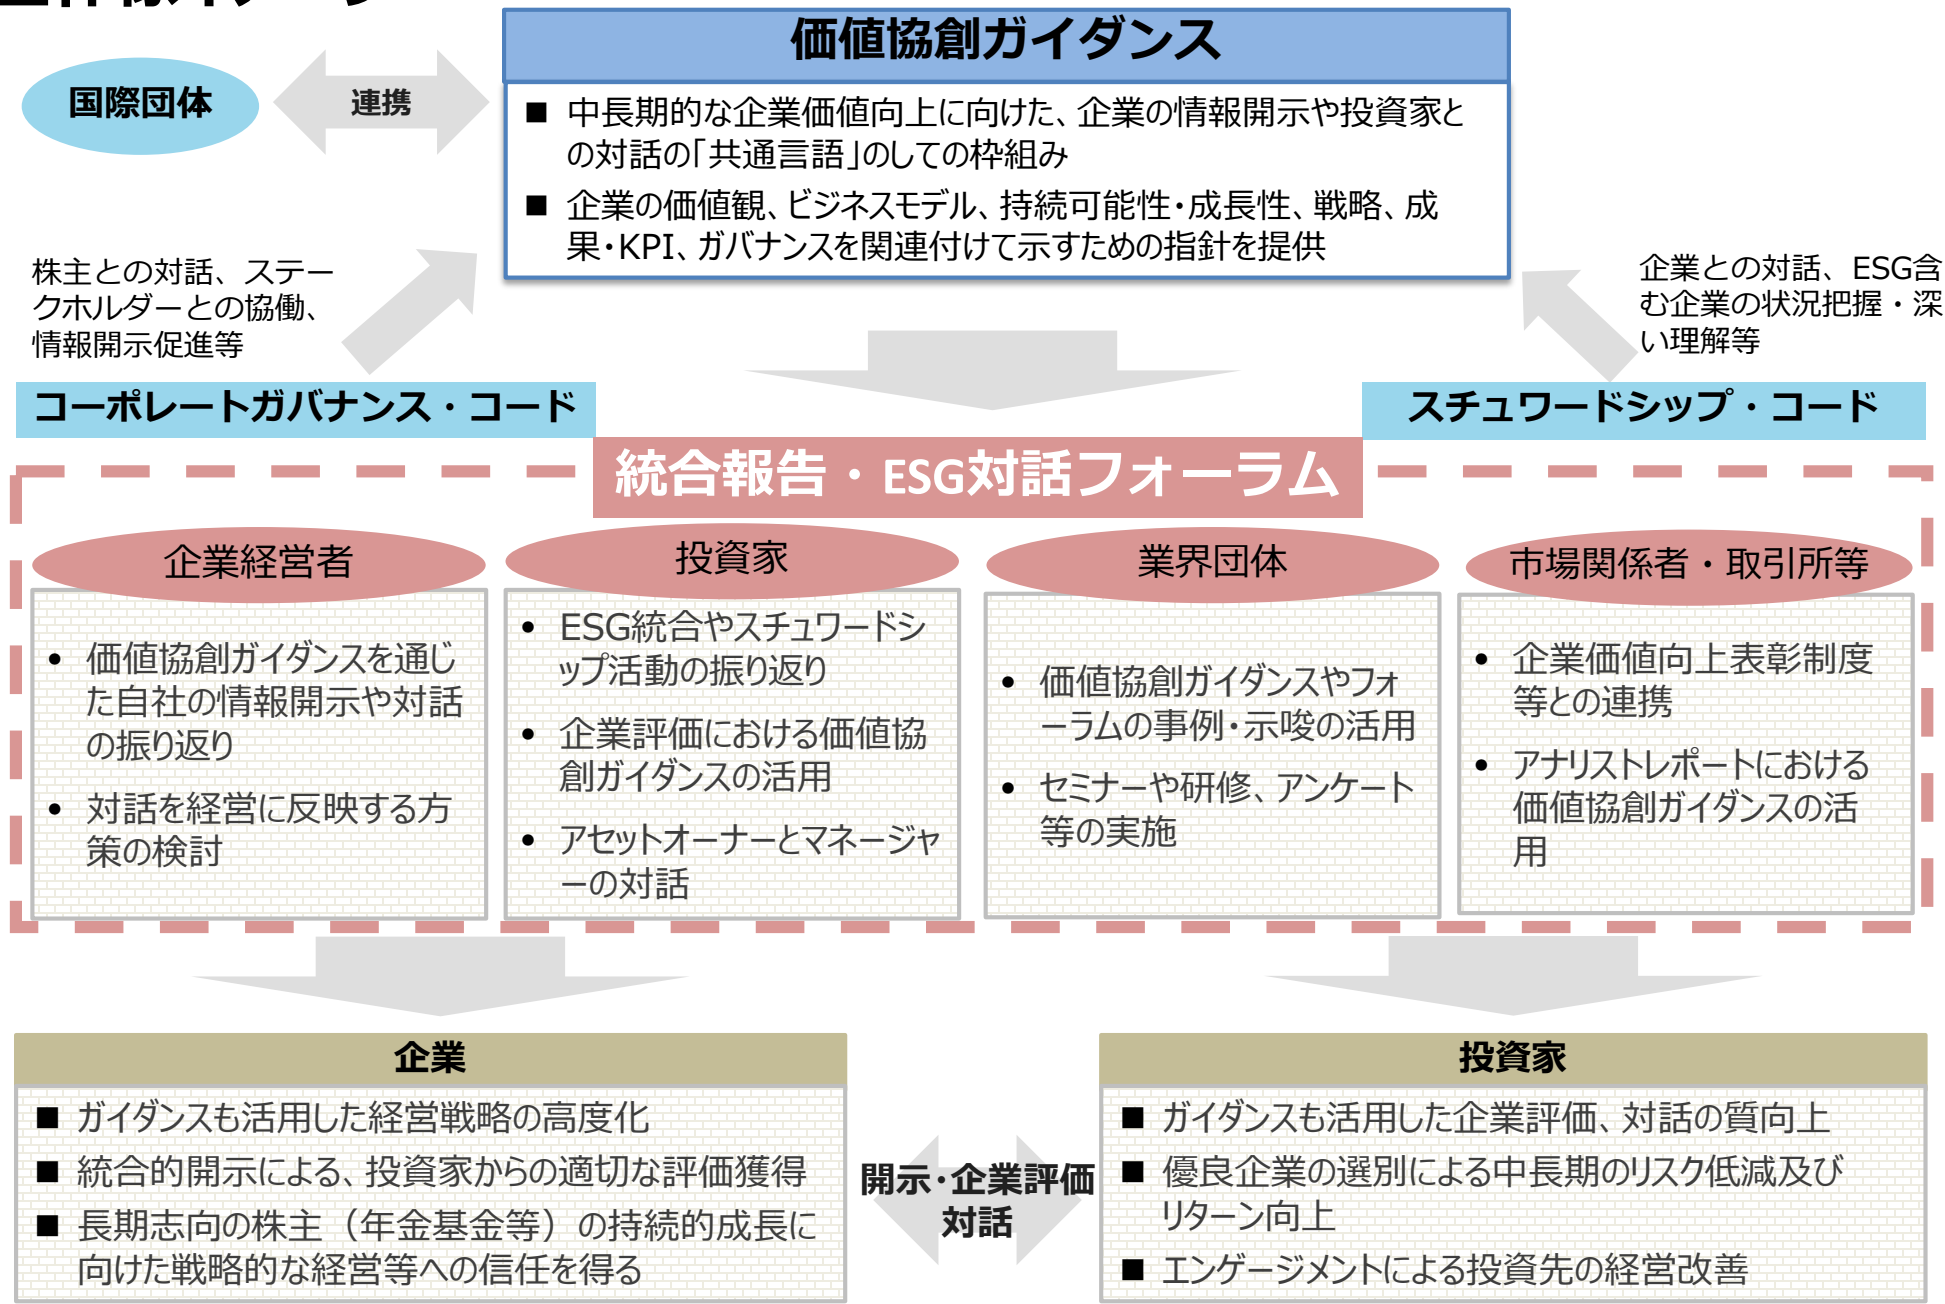 価値協創ガイダンス
国際団体
連携
■ 中長期的な企業価値向上に向けた、企業の情報開示や投資家と
の対話の「共通言語」のしての枠組み
■ 企業の価値観、ビジネスモデル、持続可能性・成長性、戦略、成
果・KPI、ガバナンスを関連付けて示すための指針を提供
株主との対話、ステー
クホルダーとの協働、
情報開示促進等
企業との対話、ESG含
む企業の状況把握・深
い理解等
コーポレートガバナンス・コード
スチュワードシップ・コード
統合報告・ESG対話フォーラム
企業経営者
• 価値協創ガイダンスを通じ
た自社の情報開示や対話
の振り返り
• 対話を経営に反映する方
策の検討
投資家
• ESG統合やスチュワードシ
ップ活動の振り返り
• 企業評価における価値協
創ガイダンスの活用
• アセットオーナーとマネージャ
ーの対話
業界団体
• 価値協創ガイダンスやフォ
ーラムの事例・示唆の活用
• セミナーや研修、アンケート
等の実施
市場関係者・取引所等
• 企業価値向上表彰制度
等との連携
• アナリストレポートにおける
価値協創ガイダンスの活
用
企業
■ ガイダンスも活用した経営戦略の高度化
■ 統合的開示による、投資家からの適切な評価獲得
■ 長期志向の株主（年金基金等）の持続的成長に
向けた戦略的な経営等への信任を得る
開示・企業評価
対話
投資家
■ ガイダンスも活用した企業評価、対話の質向上
■ 優良企業の選別による中長期のリスク低減及び
リターン向上
■ エンゲージメントによる投資先の経営改善